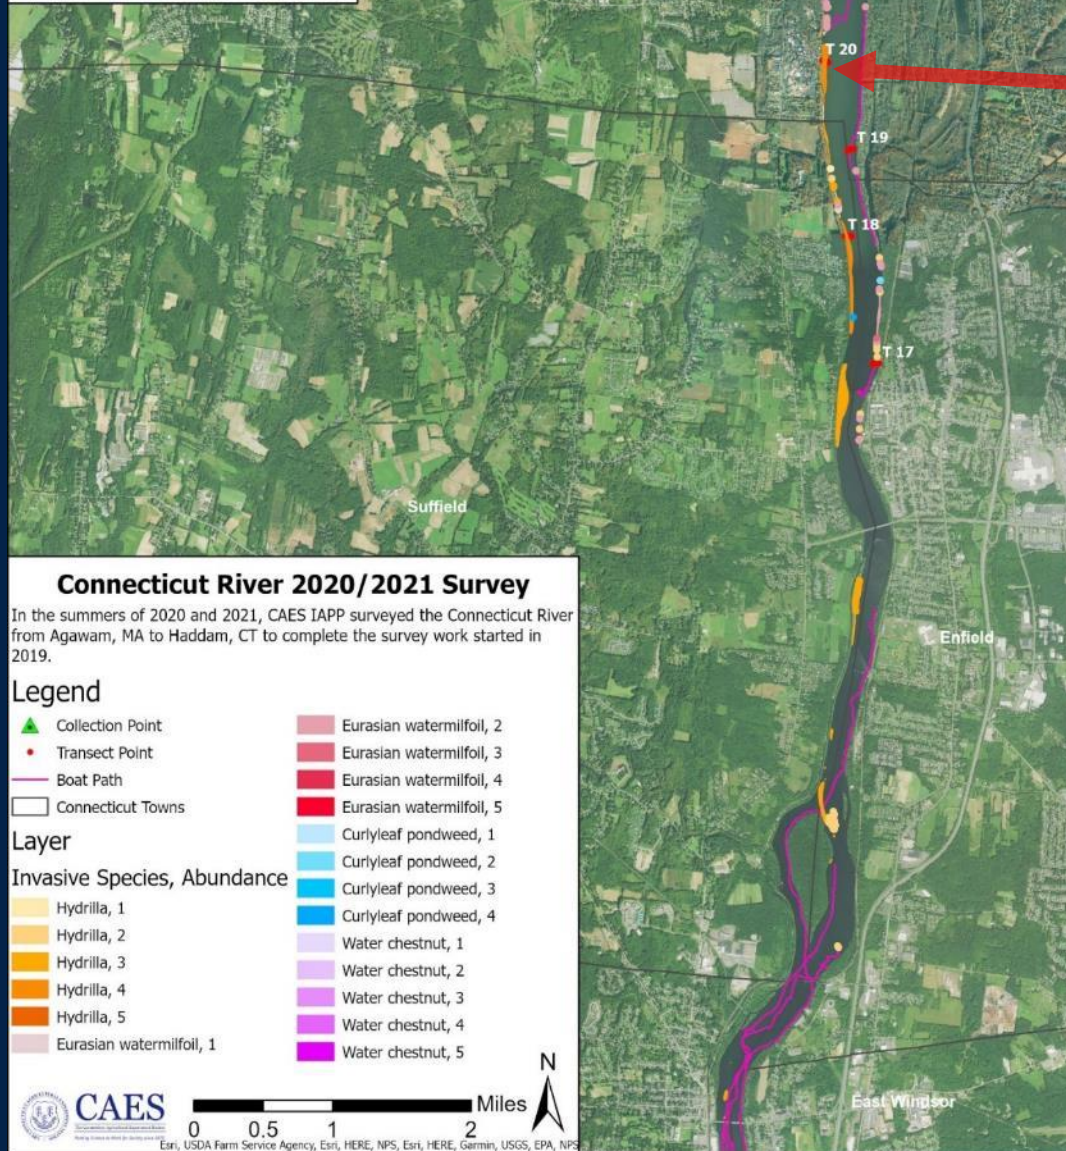 T 20
T 19
T 18
T 17
Suffield
Enfield
East Windsor
Connecticut River 2020/2021 Survey
In the summers of 2020 and 2021, CAES IAPP surveyed the Connecticut River
from Agawam, MA to Haddam, CT to complete the survey work started in
2019.
Legend
Collection Point
Transect Point
Boat Path
Connecticut Towns
Layer
Invasive Species, Abundance
Hydrilla, 1
Hydrilla, 2
Hydrilla, 3
Hydrilla, 4
Hydrilla, 5
Eurasian watermilfoil, 1
Eurasian watermilfoil, 2
Eurasian watermilfoil, 3
Eurasian watermilfoil, 4
Eurasian watermilfoil, 5
Curlyleaf pondweed, 1
Curlyleaf pondweed, 2
Curlyleaf pondweed, 3
Curlyleaf pondweed, 4
Water chestnut, 1
Water chestnut, 2
Water chestnut, 3
Water chestnut, 4
Water chestnut, 5
CAES
0 0.5 1 2 Miles
N
Esri, USDA Farm Service Agency, Esri, HERE, NPS, Esri, HERE, Garmin, USGS, EPA, NPS